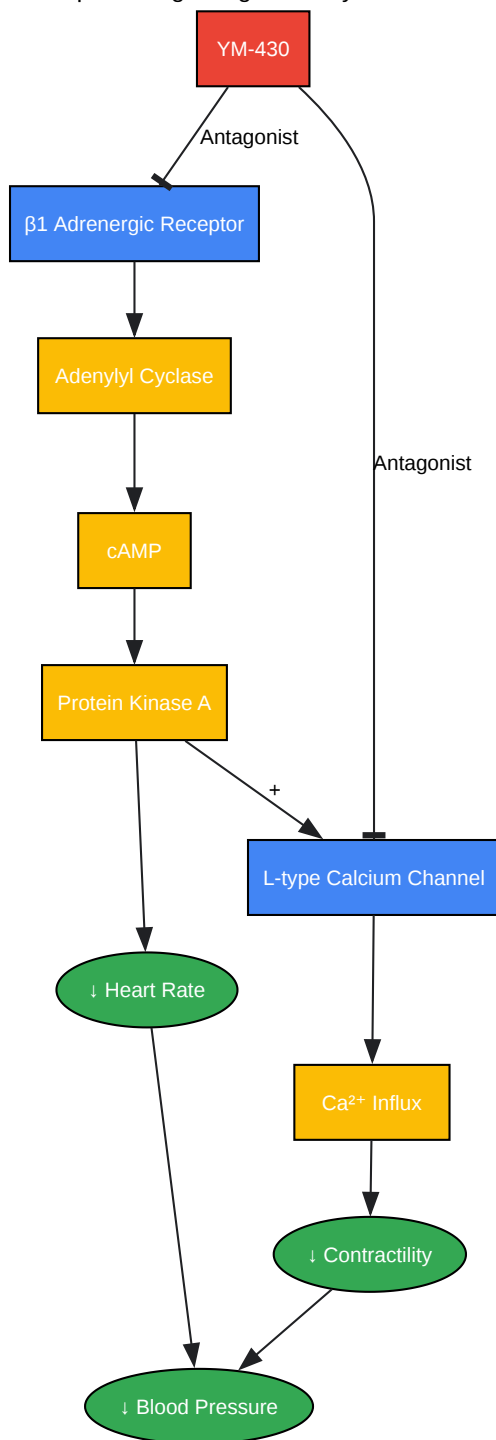 YM-430
Antagonist
β1 Adrenergic Receptor
Adenylyl Cyclase
Antagonist
cAMP
Protein Kinase A
+
L-type Calcium Channel
↓ Heart Rate
Ca²⁺ Influx
↓ Contractility
↓ Blood Pressure